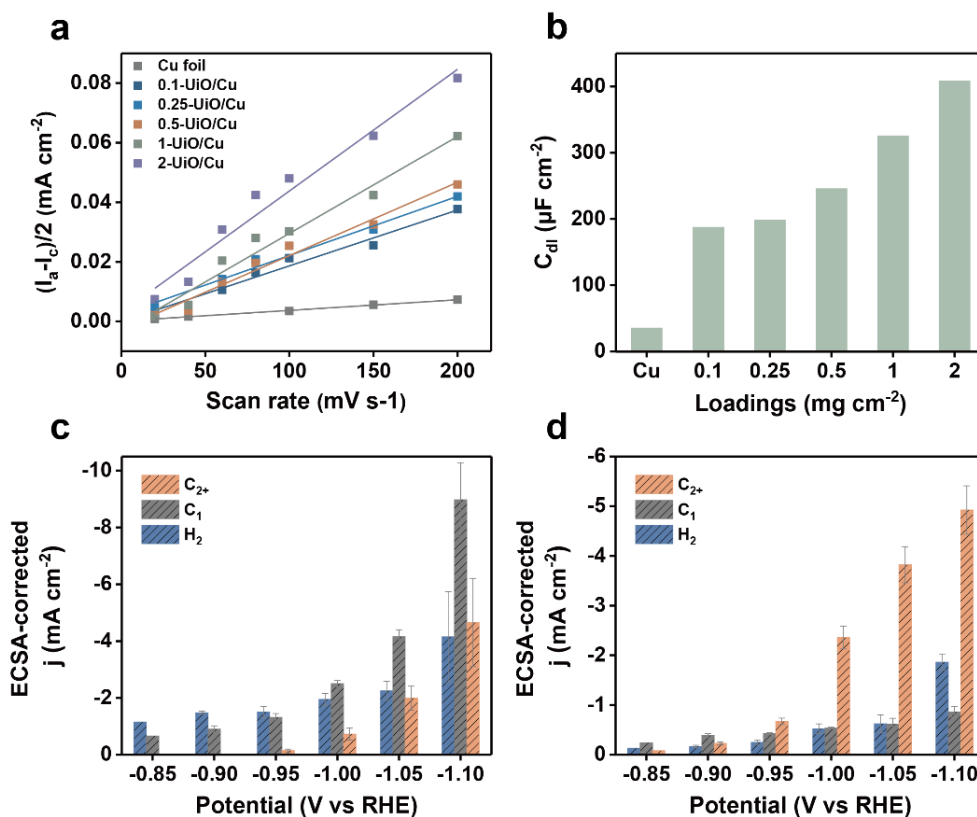 a
Cu foil
0.1-UiO/Cu
0.25-UiO/Cu
0.5-UiO/Cu
1-UiO/Cu
2-UiO/Cu
0.08
0.06
0.04
0.02
0.00
(Iₐ-I꜀)/2 (mA cm⁻²)
0 50 100 150 200
Scan rate (mV s-1)
b
400
300
200
100
0
C_dl (μF cm⁻²)
Cu 0.1 0.25 0.5 1 2
Loadings (mg cm⁻²)
c
C₂₊
C₁
H₂
-10
-8
-6
-4
-2
0
ECSA-corrected
j (mA cm⁻²)
-0.85 -0.90 -0.95 -1.00 -1.05 -1.10
Potential (V vs RHE)
d
C₂₊
C₁
H₂
-6
-5
-4
-3
-2
-1
0
ECSA-corrected
j (mA cm⁻²)
-0.85 -0.90 -0.95 -1.00 -1.05 -1.10
Potential (V vs RHE)